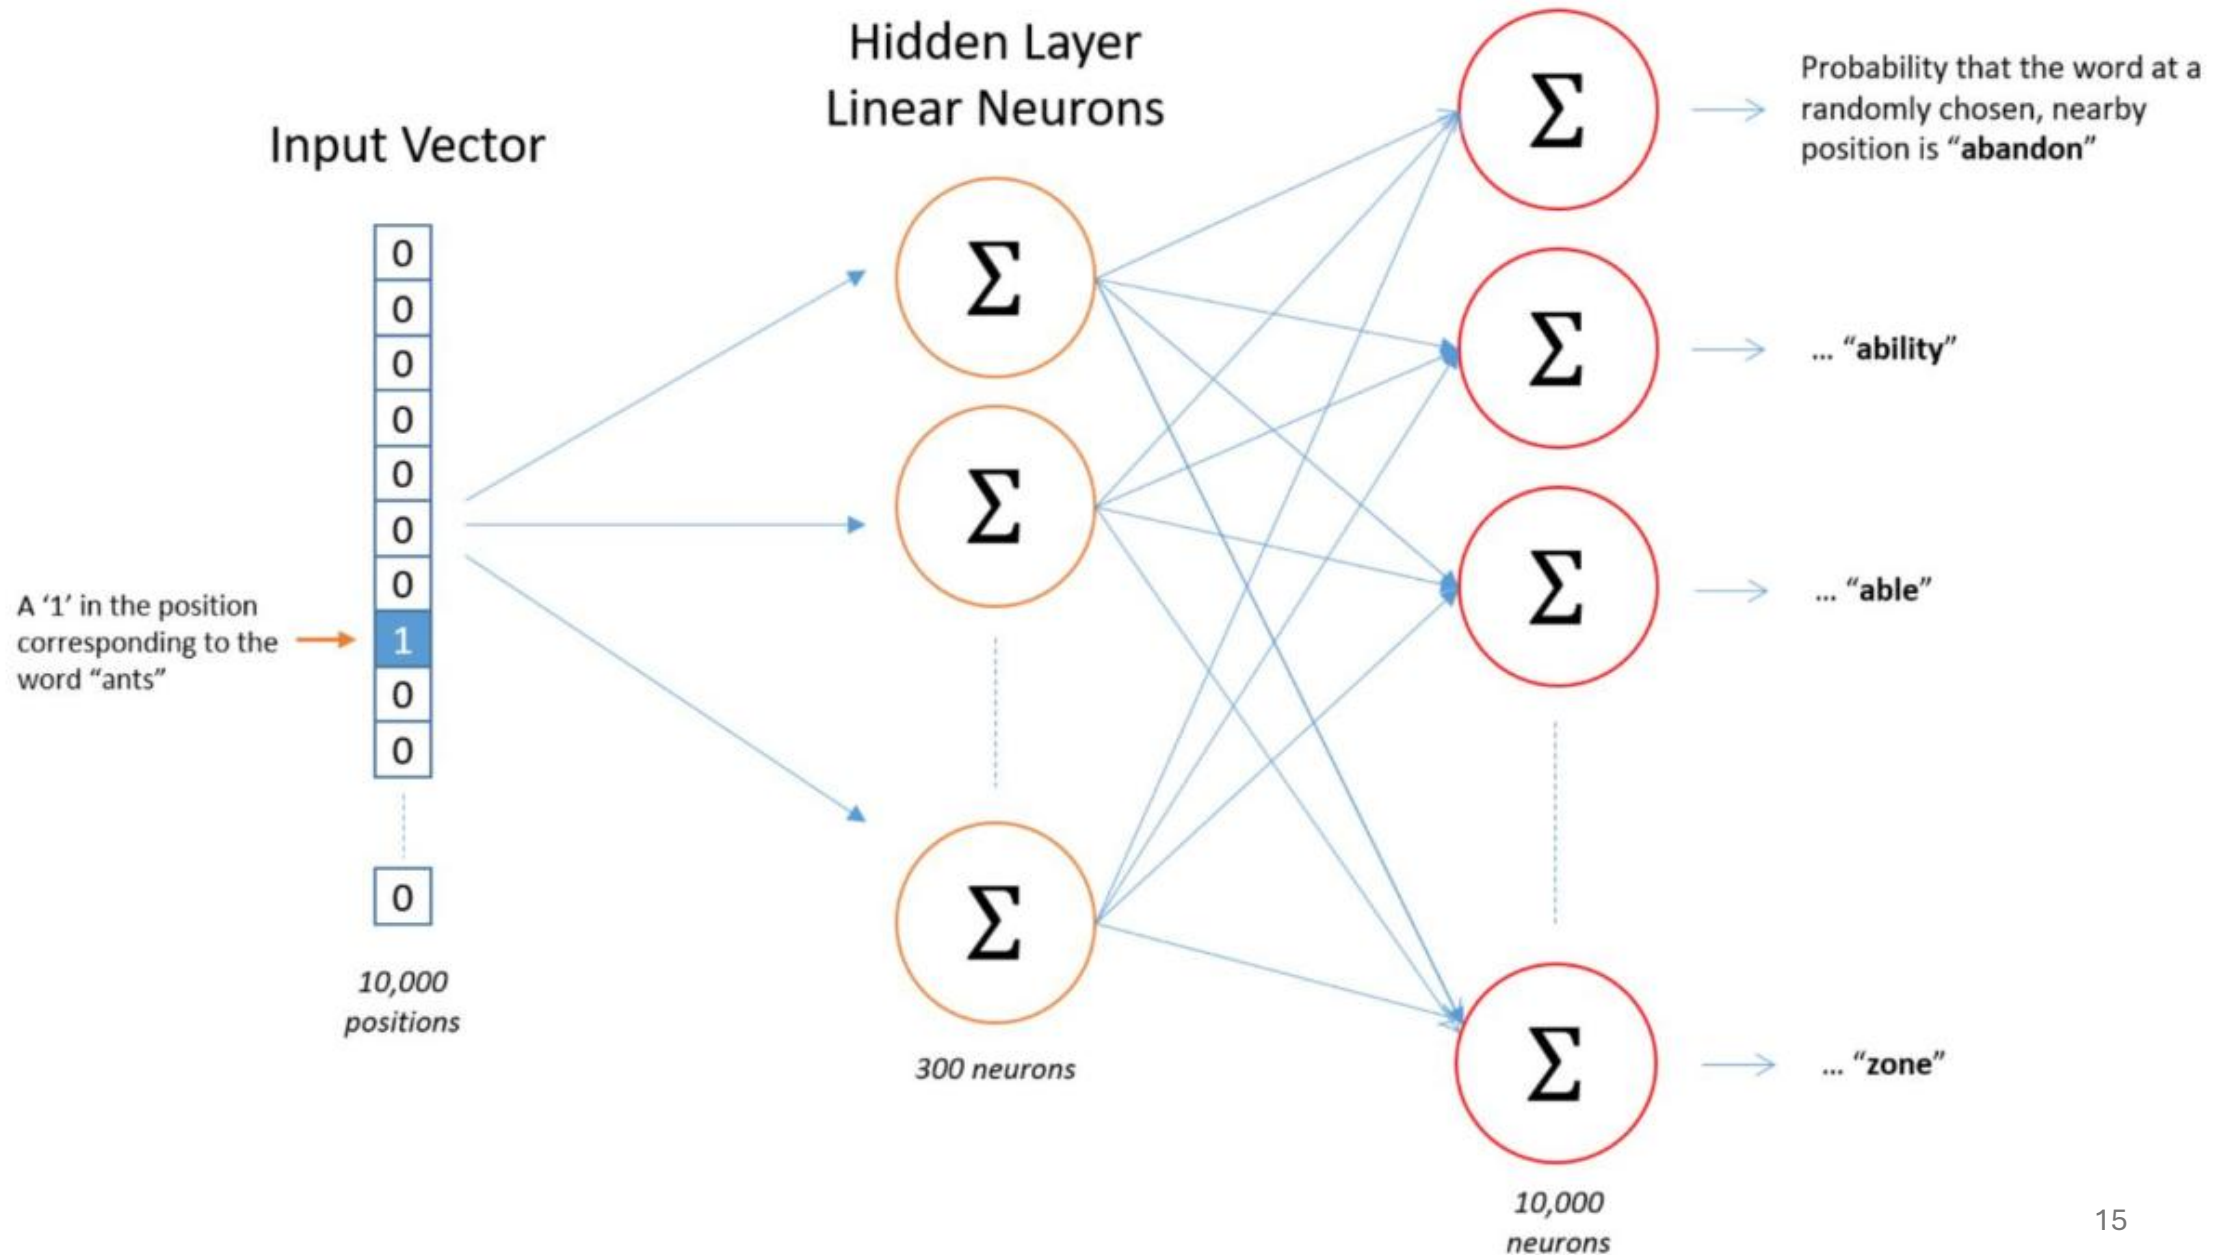 Hidden Layer
Linear Neurons
Input Vector
0
0
0
0
0
0
0
1
0
0
0
A ‘1’ in the position
corresponding to the
word “ants”
10,000
positions
Σ
Σ
Σ
300 neurons
Σ
Σ
Σ
Σ
10,000
neurons
Probability that the word at a
randomly chosen, nearby
position is “abandon”
... “ability”
... “able”
... “zone”
15